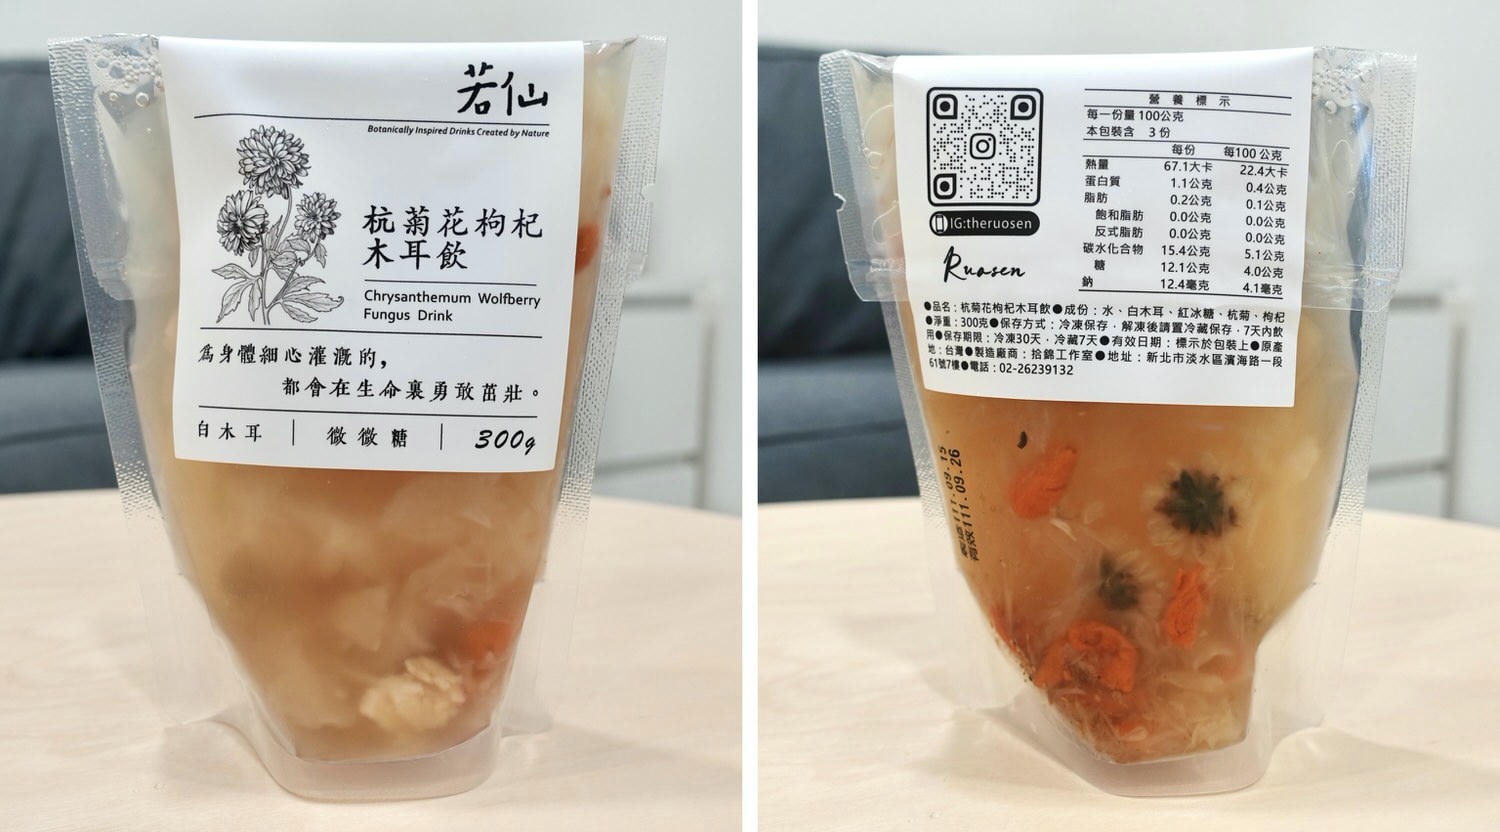 若仙
Botanically Inspired Drinks Created by Nature
杭菊花枸杞
木耳飲
Chrysanthemum Wolfberry
Fungus Drink
為身體細心灌溉的,
都會在生命裏勇敢茁壯。
白木耳 | 微微糖 | 300g
IG:theruosen
Ruosen
營養標示
每一份量 100公克
本包裝含 3 份
每份 每100 公克
熱量 67.1大卡 22.4大卡
蛋白質 1.1公克 0.4公克
脂肪 0.2公克 0.1公克
飽和脂肪 0.0公克 0.0公克
反式脂肪 0.0公克 0.0公克
碳水化合物 15.4公克 5.1公克
糖 12.1公克 4.0公克
鈉 12.4毫克 4.1毫克
●品名：杭菊花枸杞木耳飲●成份：水、白木耳、紅冰糖、杭菊、枸杞
●淨重：300克●保存方式：冷凍保存，解凍後請置冷藏保存，7天內飲
用●保存期限：冷凍30天，冷藏7天●有效日期：標示於包裝上●原產
地：台灣●製造廠商：拾錦工作室●地址：新北市淡水區濱海路一段
61號7樓●電話：02-26239132
製造111.09.15
有效111.09.26